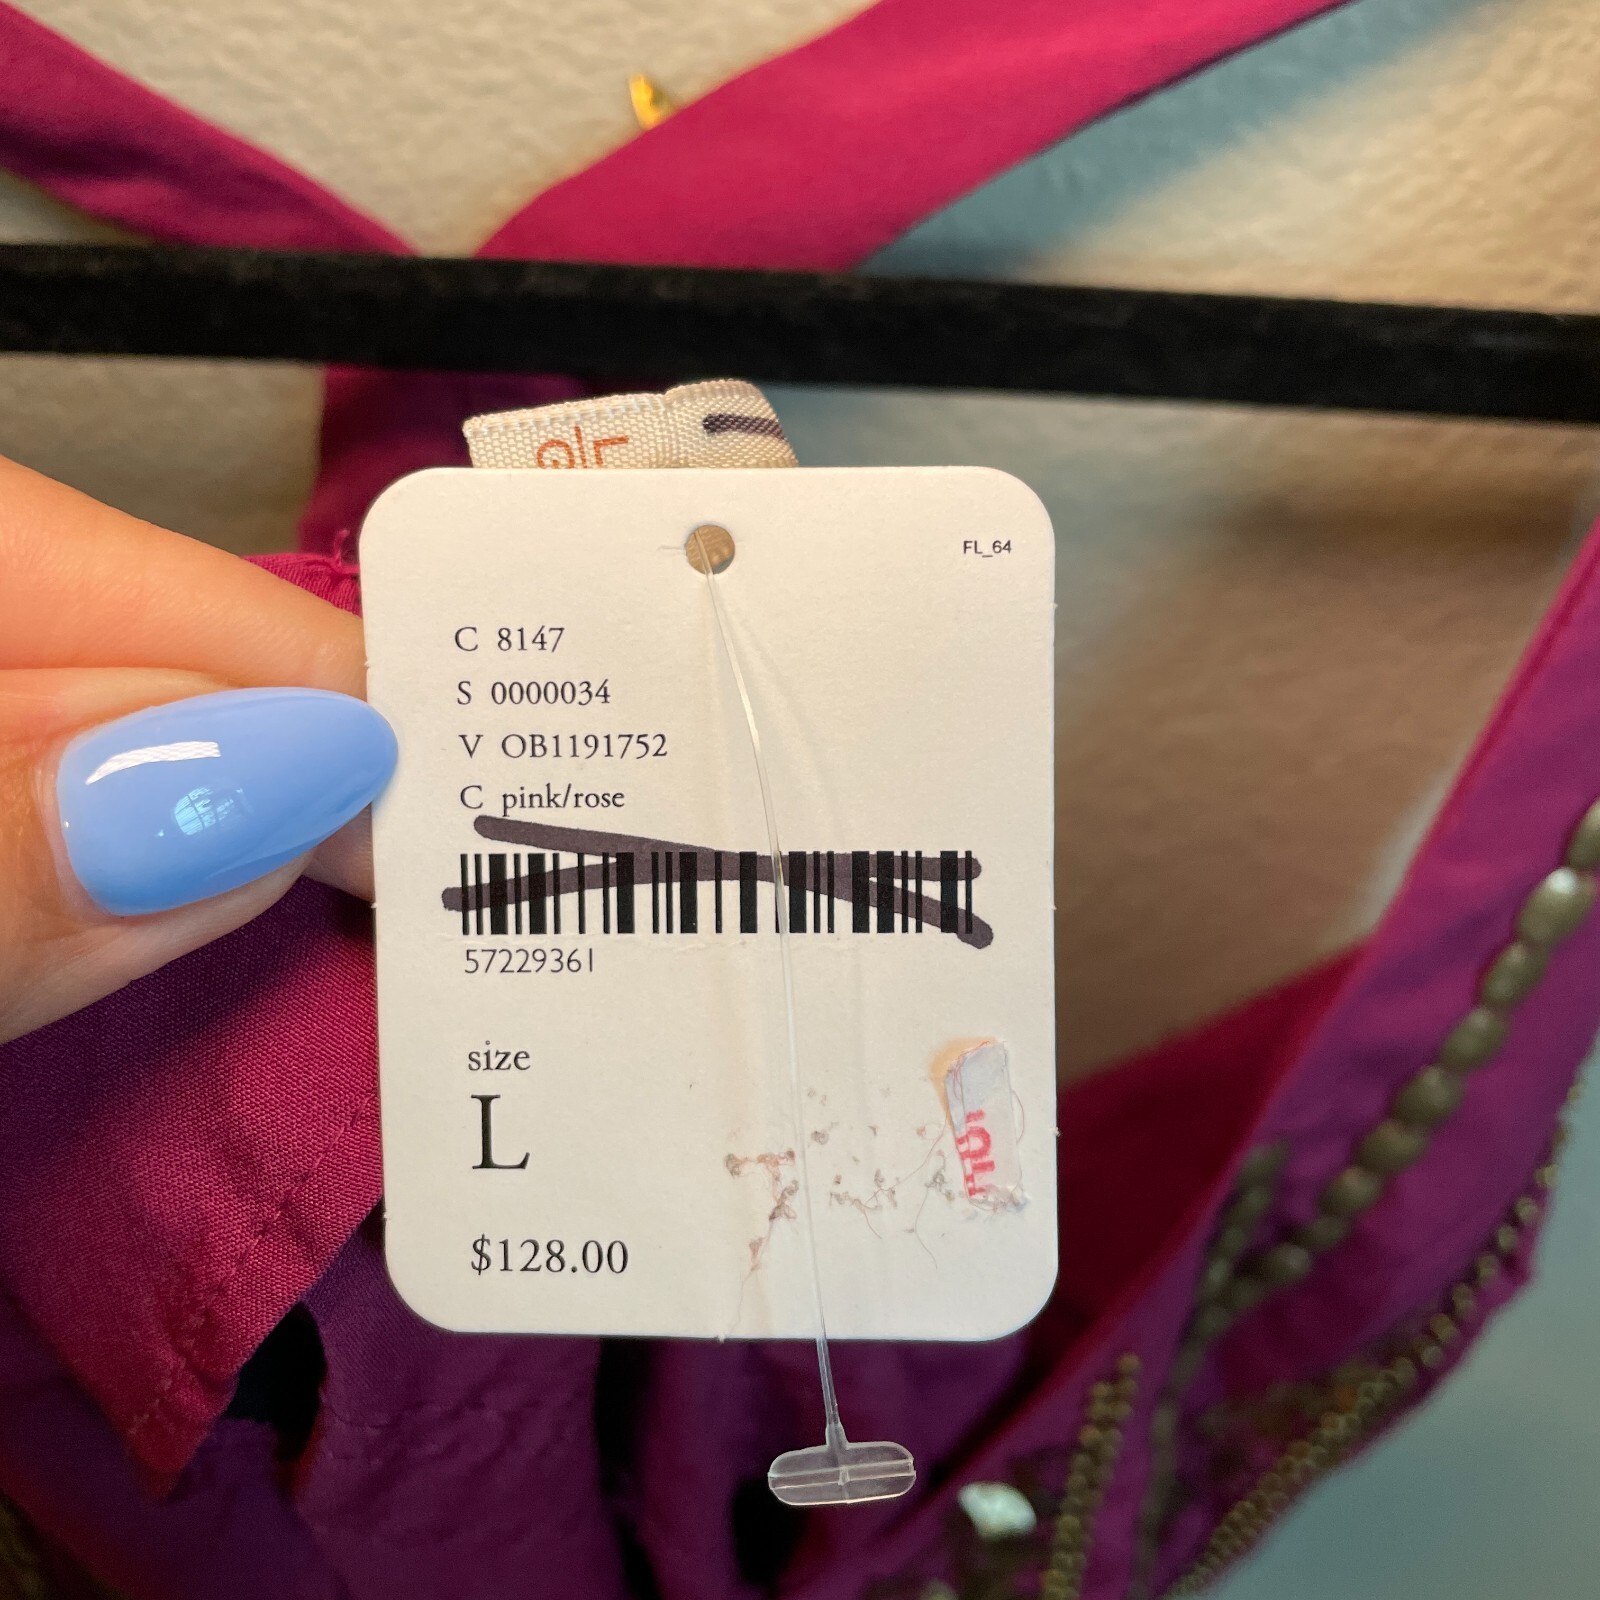 L
FL_64
C 8147
S 0000034
V OB1191752
C pink/rose
57229361
size
L
$128.00